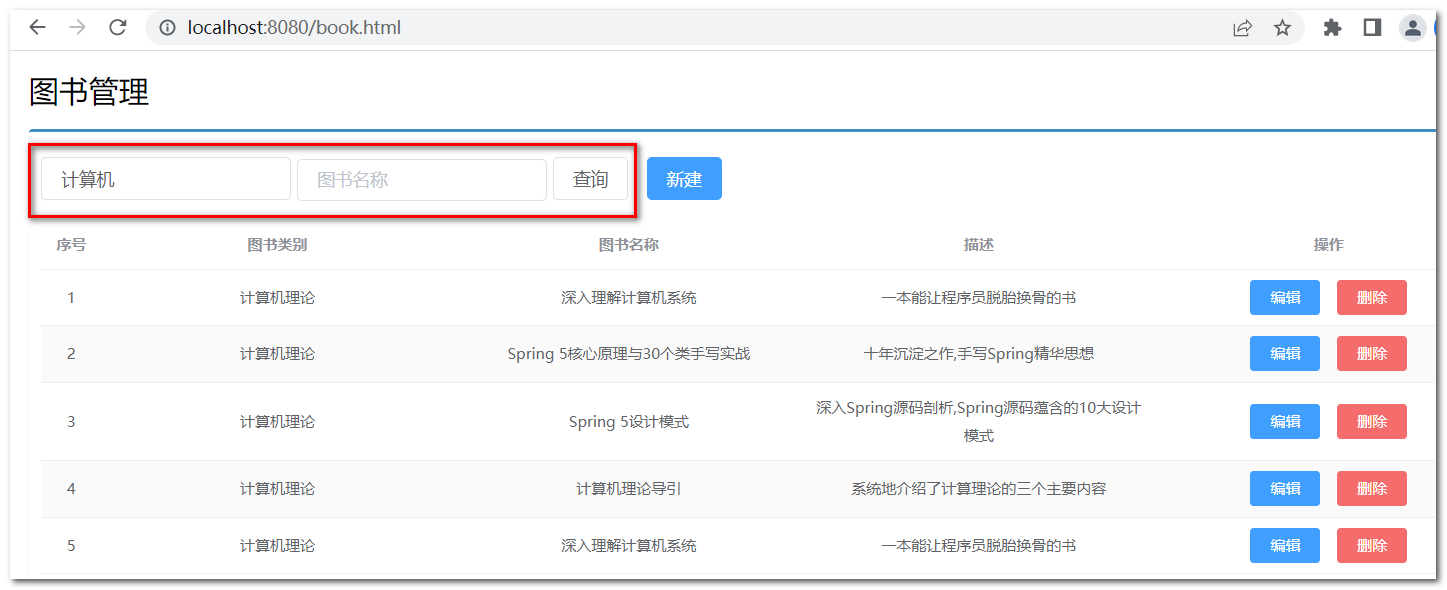 localhost:8080/book.html
图书管理
计算机 图书名称 查询 新建
序号 图书类别 图书名称 描述 操作
1 计算机理论 深入理解计算机系统 一本能让程序员脱胎换骨的书 编辑 删除
2 计算机理论 Spring 5核心原理与30个类手写实战 十年沉淀之作,手写Spring精华思想 编辑 删除
3 计算机理论 Spring 5设计模式 深入Spring源码剖析,Spring源码蕴含的10大设计 编辑 删除
模式
4 计算机理论 计算机理论导引 系统地介绍了计算理论的三个主要内容 编辑 删除
5 计算机理论 深入理解计算机系统 一本能让程序员脱胎换骨的书 编辑 删除